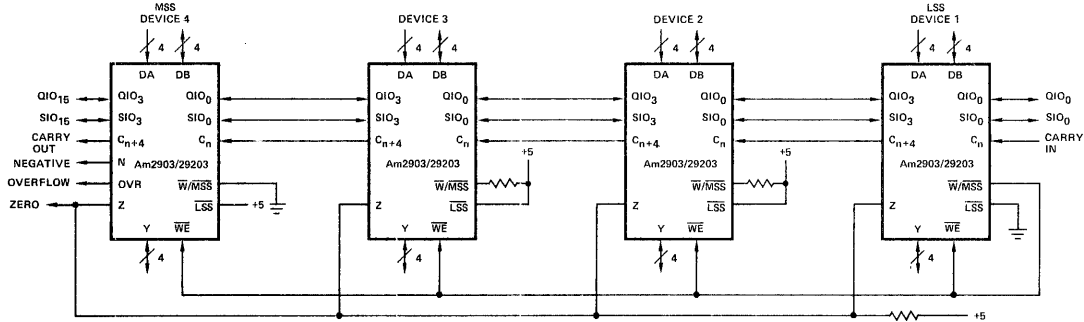 MSS
DEVICE 4
DEVICE 3
DEVICE 2
LSS
DEVICE 1
4 4 4 4 4 4 4 4
DA DB DA DB DA DB DA DB
QIO15 QIO3 QIO0 QIO3 QIO0 QIO3 QIO0 QIO3 QIO0 QIO0
SIO15 SIO3 SIO0 SIO3 SIO0 SIO3 SIO0 SIO3 SIO0 SIO0
CARRY OUT Cn+4 Cn Cn+4 Cn Cn+4 Cn Cn+4 Cn CARRY IN
+5 +5
NEGATIVE N Am2903/29203 Am2903/29203 Am2903/29203 Am2903/29203
OVERFLOW OVR W/MSS W/MSS W/MSS W/MSS
ZERO Z LSS +5 Z LSS Z LSS Z LSS
Y WE Y WE Y WE Y WE
4 4 4 4
+5